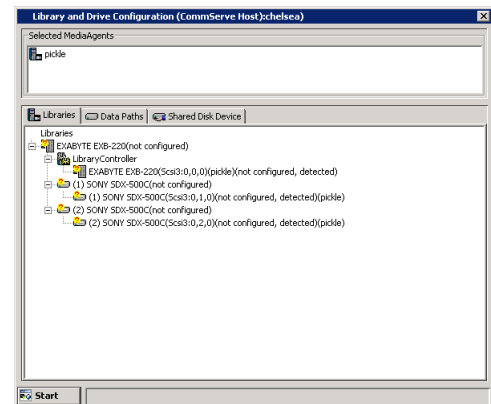 Library and Drive Configuration (CommServe Host):chelsea)
Selected MediaAgents
pickle
Libraries
Data Paths
Shared Disk Device
Libraries
EXABYTE EXB-220(not configured)
LibraryController
EXABYTE EXB-220(Scsi3:0,0,0)(pickle)(not configured, detected)
(1) SONY SDX-500C(not configured)
(1) SONY SDX-500C(Scsi3:0,1,0)(not configured, detected)(pickle)
(2) SONY SDX-500C(not configured)
(2) SONY SDX-500C(Scsi3:0,2,0)(not configured, detected)(pickle)
Start